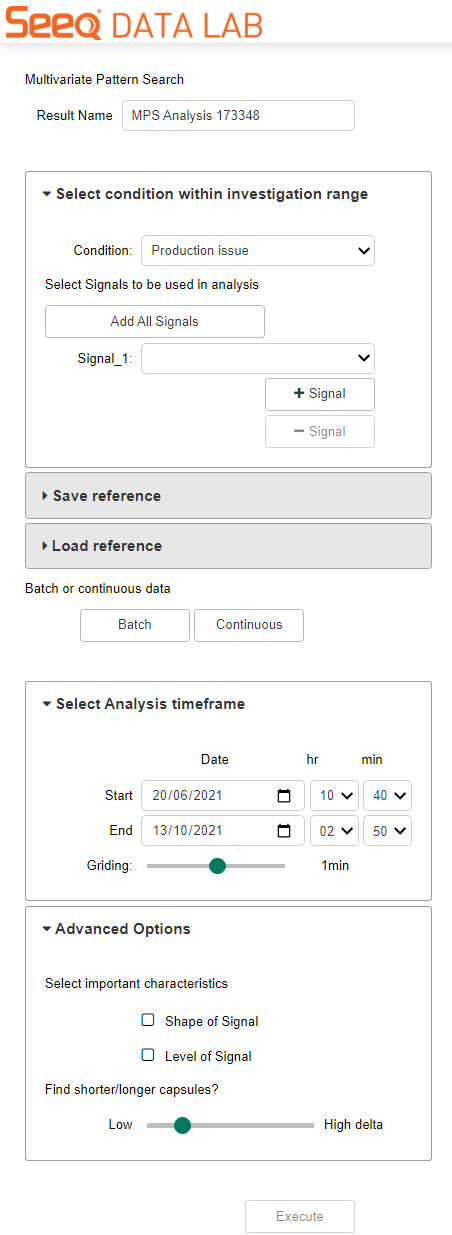 Seeq DATA LAB
Multivariate Pattern Search
Result Name MPS Analysis 173348
Select condition within investigation range
Condition: Production issue
Select Signals to be used in analysis
Add All Signals
Signal_1:
+ Signal
− Signal
Save reference
Load reference
Batch or continuous data
Batch Continuous
Select Analysis timeframe
Date hr min
Start 20/06/2021 10 40
End 13/10/2021 02 50
Griding: 1min
Advanced Options
Select important characteristics
Shape of Signal
Level of Signal
Find shorter/longer capsules?
Low High delta
Execute